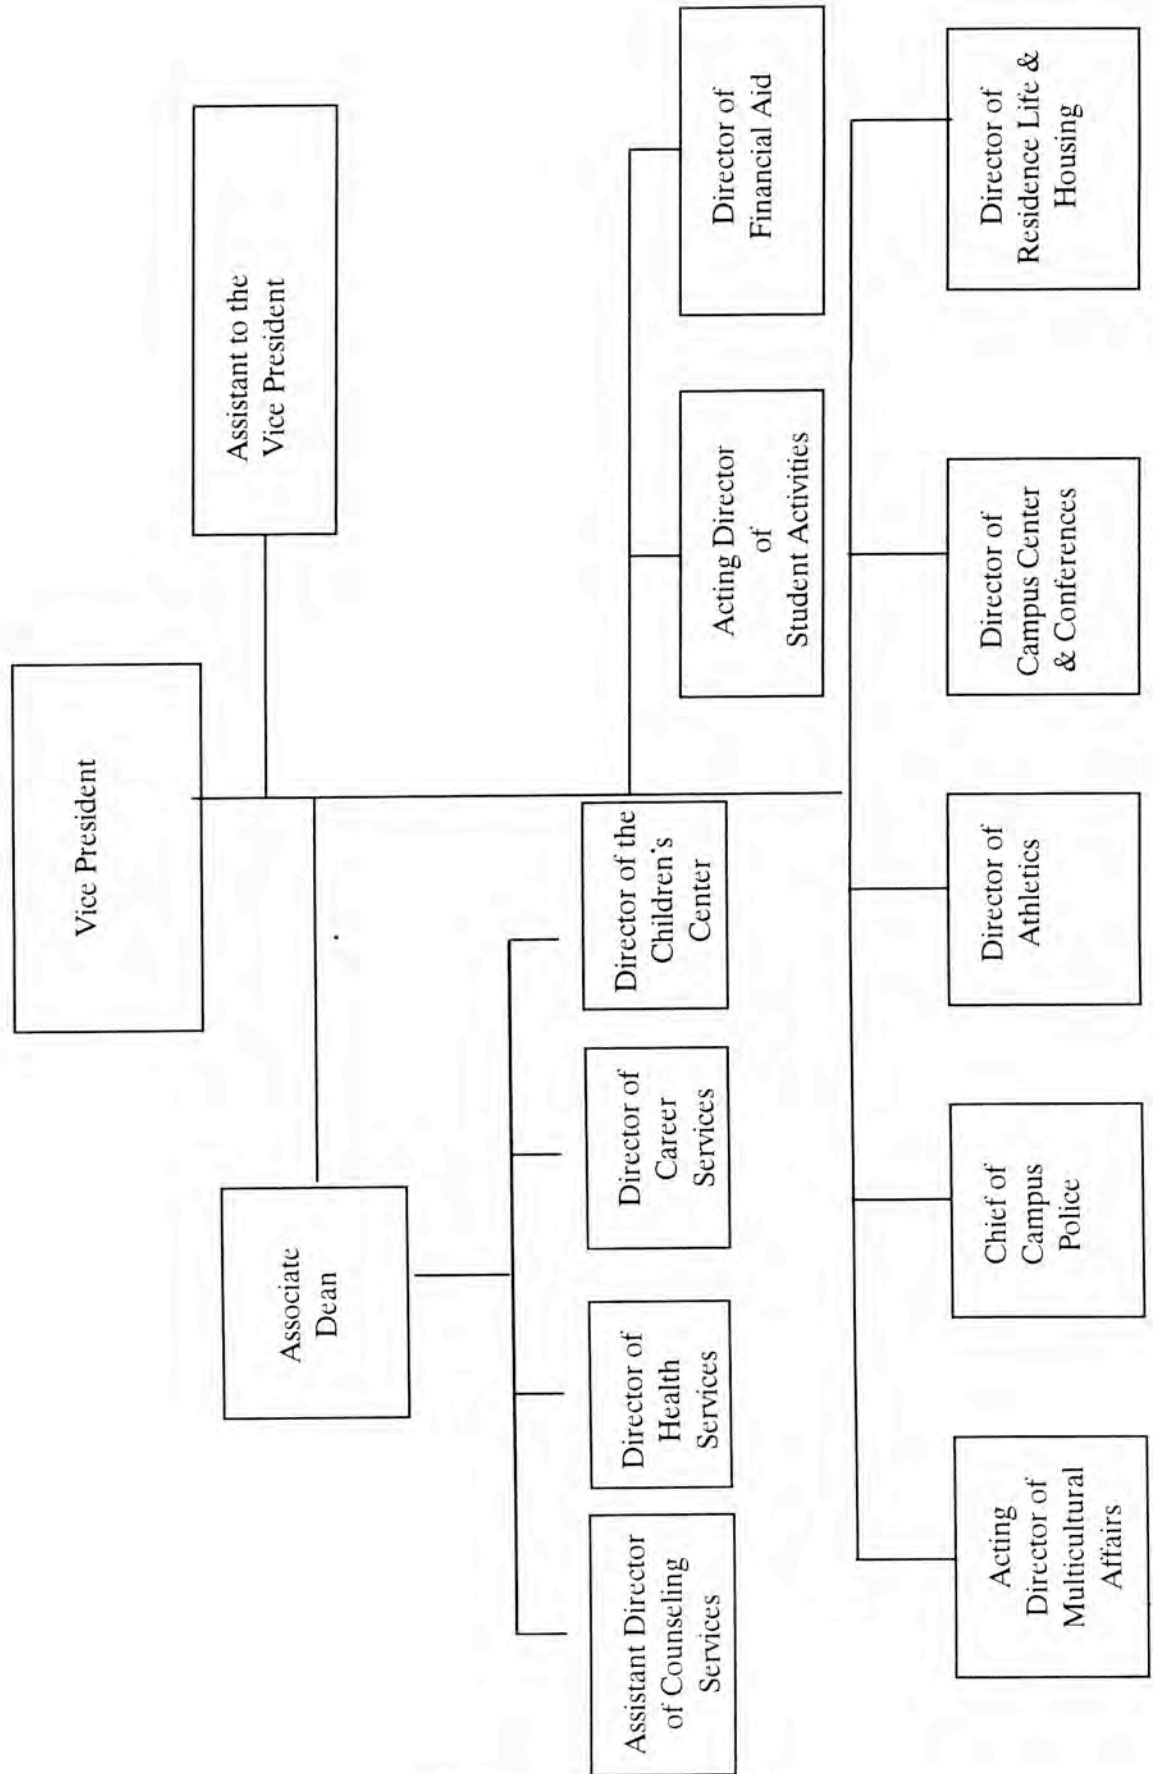 Vice President
Assistant to the
Vice President
Associate
Dean
Assistant Director
of Counseling
Services
Director of
Health
Services
Director of
Career
Services
Director of the
Children's
Center
Acting Director
of
Student Activities
Director of
Financial Aid
Acting
Director of
Multicultural
Affairs
Chief of
Campus
Police
Director of
Athletics
Director of
Campus Center
& Conferences
Director of
Residence Life &
Housing